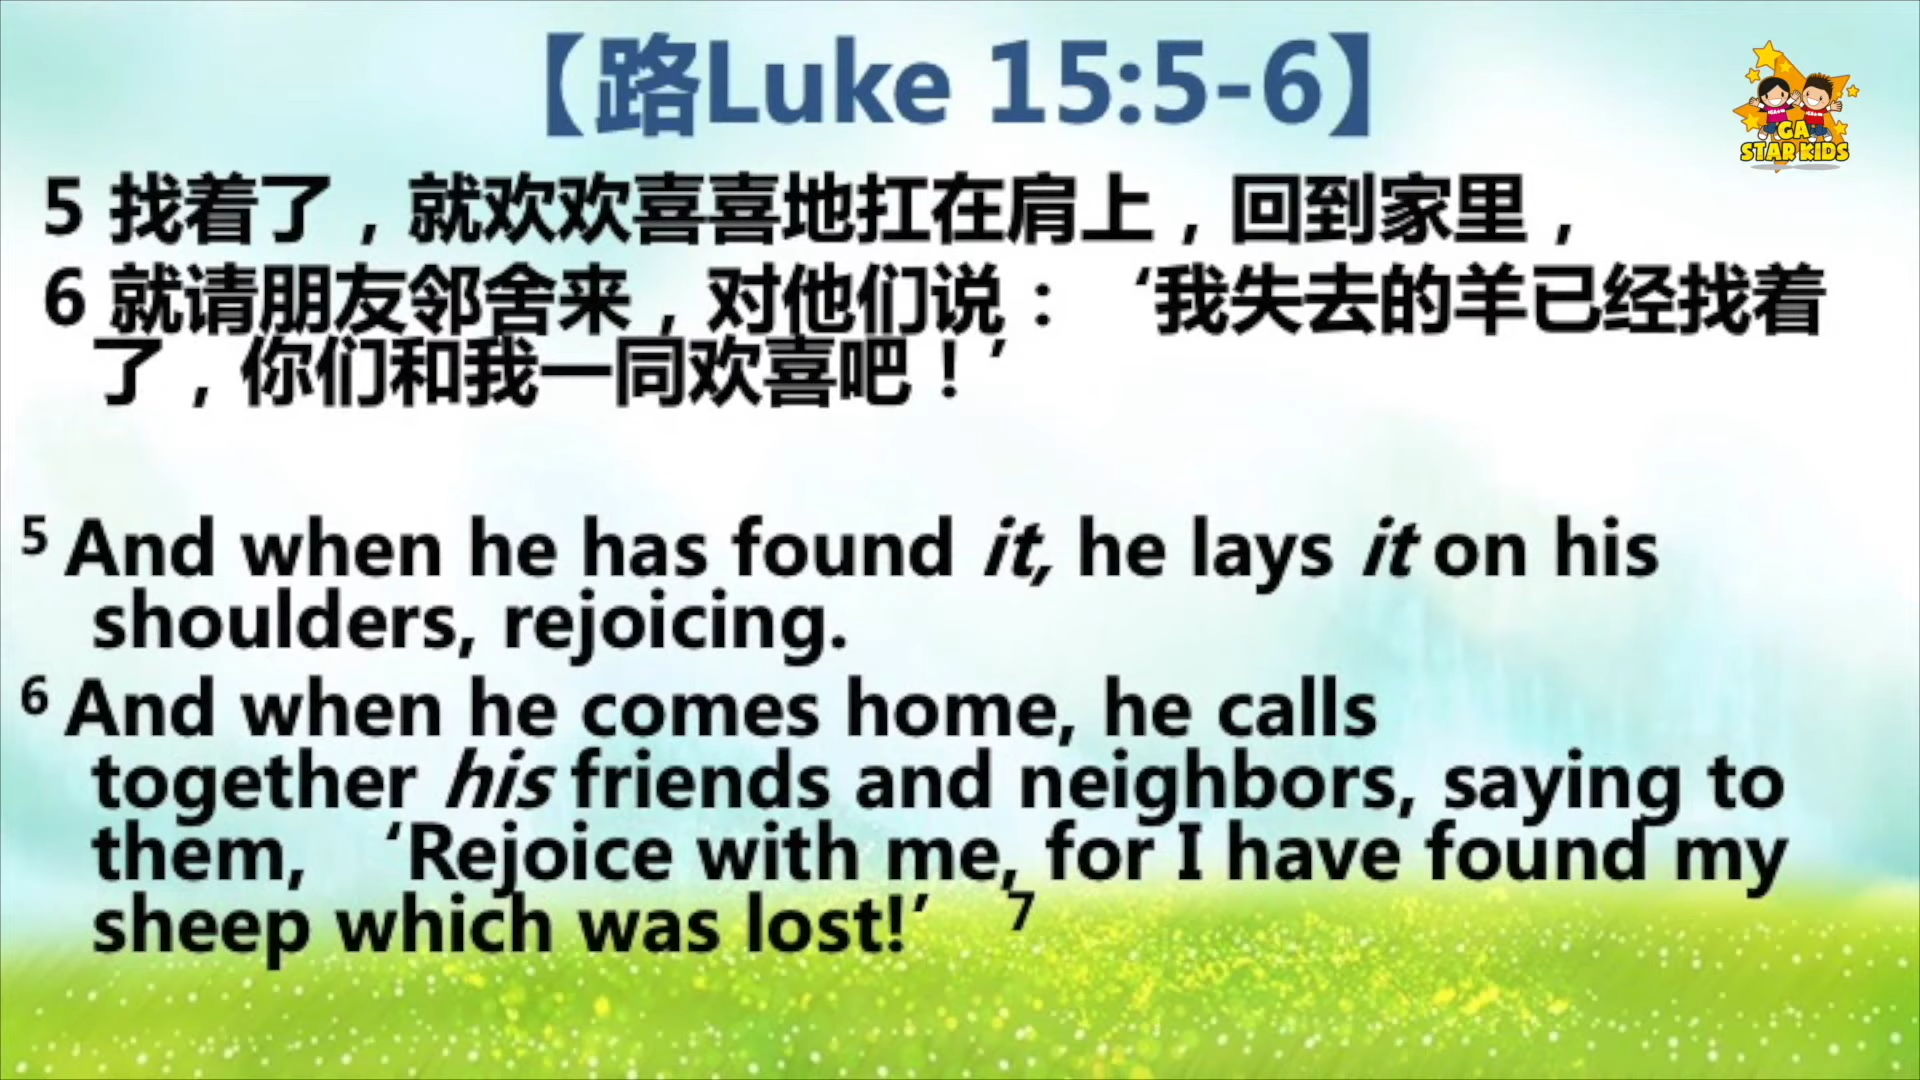 【路Luke 15:5-6】
GA
STAR KIDS
5 找着了，就欢欢喜喜地扛在肩上，回到家里，
6 就请朋友邻舍来，对他们说：‘我失去的羊已经找着
了，你们和我一同欢喜吧！’
5 And when he has found it, he lays it on his
shoulders, rejoicing.
6 And when he comes home, he calls
together his friends and neighbors, saying to
them, ‘Rejoice with me, for I have found my
sheep which was lost!’ 7